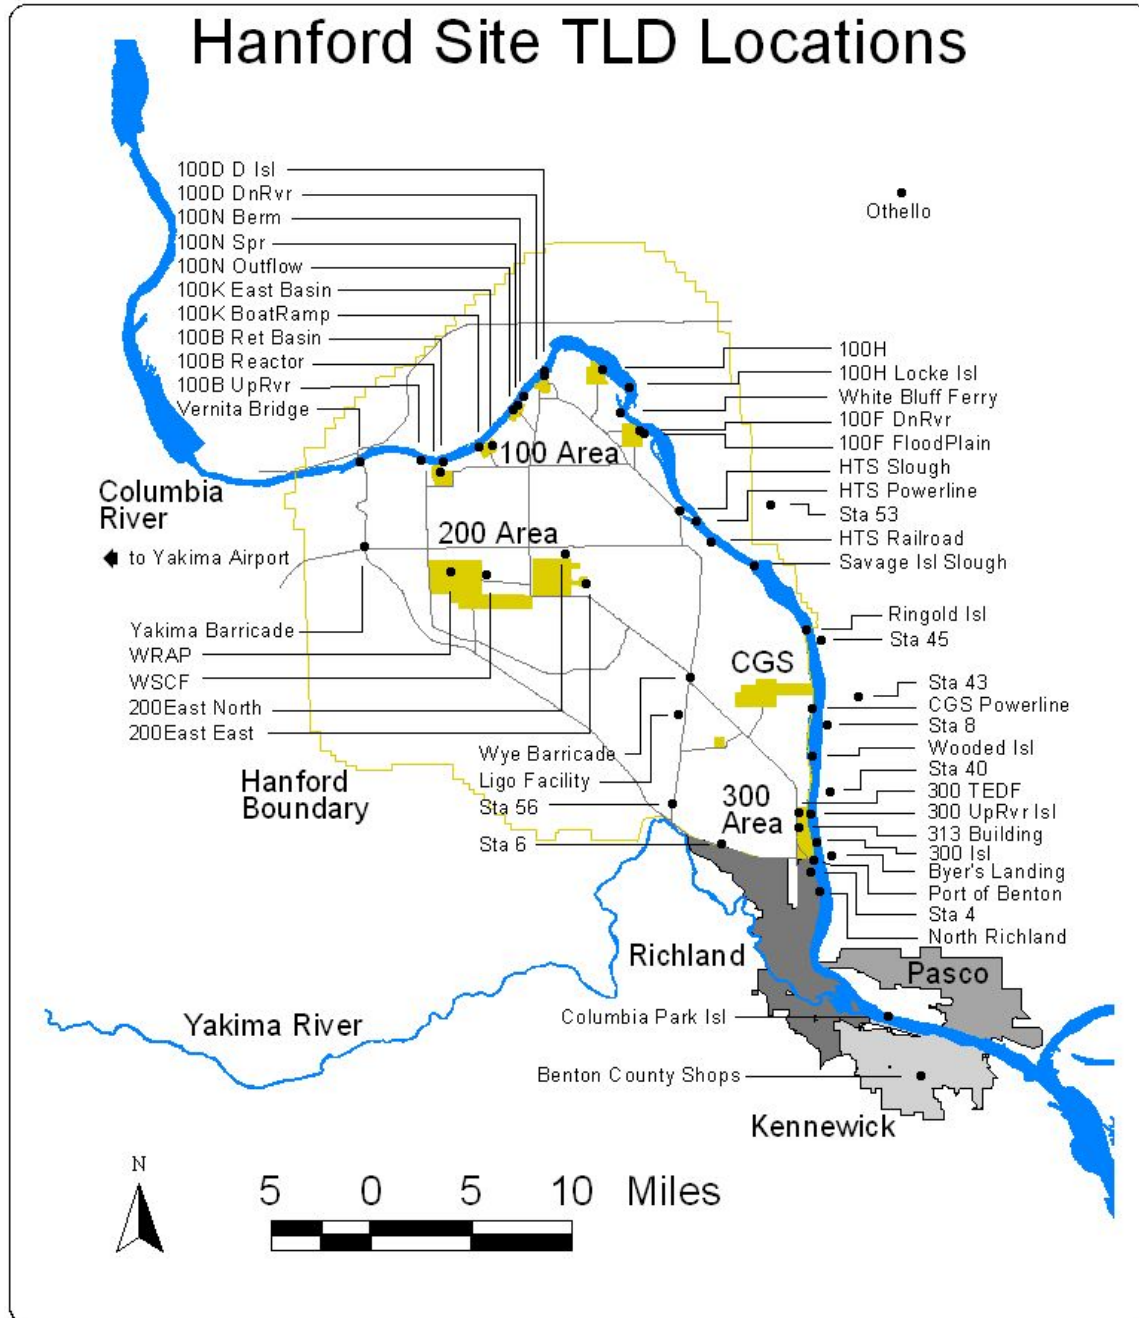 Hanford Site TLD Locations
100D D Isl
100D DnRvr
100N Berm
100N Spr
100N Outflow
100K East Basin
100K BoatRamp
100B Ret Basin
100B Reactor
100B UpRvr
Vernita Bridge
Othello
100H
100H Locke Isl
White Bluff Ferry
100F DnRvr
100F FloodPlain
HTS Slough
HTS Powerline
Sta 53
HTS Railroad
Savage Isl Slough
100 Area
Columbia
River
200 Area
to Yakima Airport
Yakima Barricade
WRAP
WSCF
200East North
200East East
Ringold Isl
Sta 45
CGS
Sta 43
CGS Powerline
Sta 8
Wooded Isl
Sta 40
300 TEDF
300 UpRvr Isl
313 Building
300 Isl
Byer's Landing
Port of Benton
Sta 4
North Richland
Wye Barricade
Ligo Facility
Sta 56
Sta 6
Hanford
Boundary
300
Area
Richland
Pasco
Yakima River
Columbia Park Isl
Benton County Shops
Kennewick
N
5 0 5 10 Miles